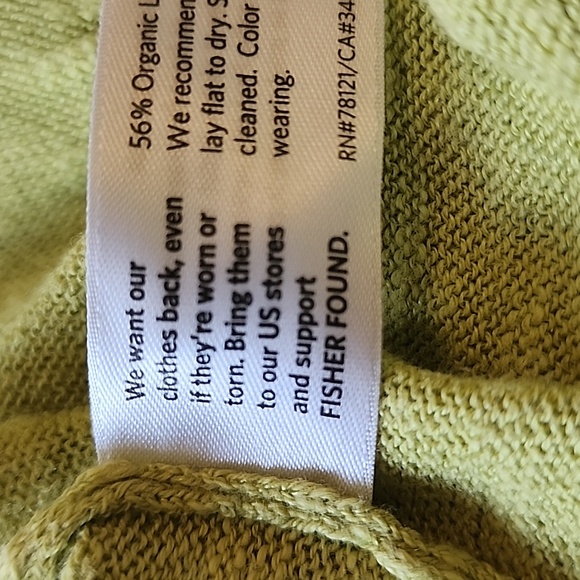 We want our
clothes back, even
if they're worn or
torn. Bring them
to our US stores
and support
FISHER FOUND.
56% Organic L
We recommen
lay flat to dry. S
cleaned. Color
wearing.
RN#78121/CA#34